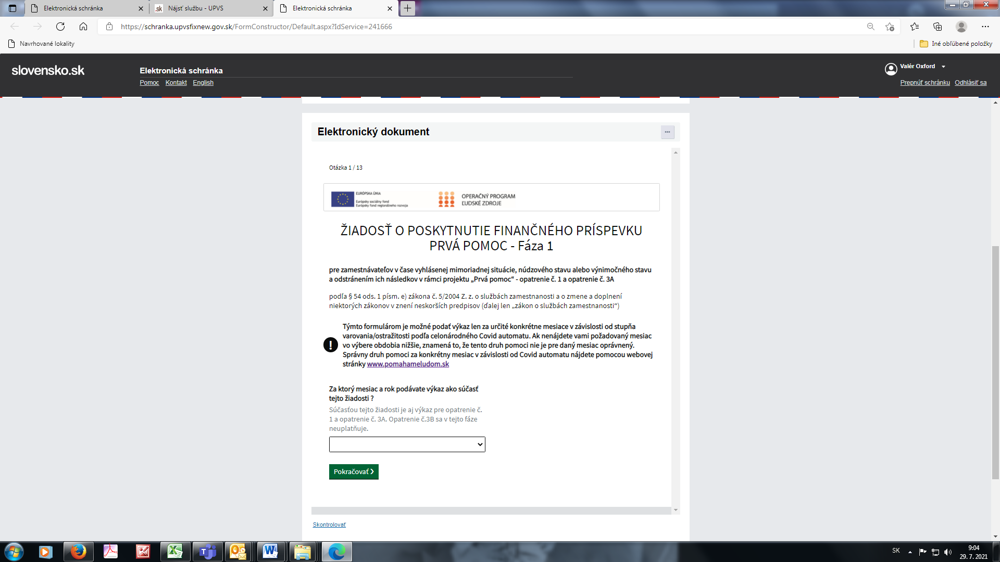 Elektronická schránka
Nájsť službu - UPVS
Elektronická schránka
https://schranka.upvsfixnew.gov.sk/FormConstructor/Default.aspx?IdService=241666
Navrhované lokality
Iné obľúbené položky
slovensko.sk
Elektronická schránka
Pomoc Kontakt English
Valér Oxford
Prepnúť schránku Odhlásiť sa
Elektronický dokument
Otázka 1 / 13
EURÓPSKA ÚNIA
Európsky sociálny fond
Európsky fond regionálneho rozvoja
OPERAČNÝ PROGRAM
ĽUDSKÉ ZDROJE
ŽIADOSŤ O POSKYTNUTIE FINANČNÉHO PRÍSPEVKU
PRVÁ POMOC - Fáza 1
pre zamestnávateľov v čase vyhlásenej mimoriadnej situácie, núdzového stavu alebo výnimočného stavu
a odstránením ich následkov v rámci projektu „Prvá pomoc“ - opatrenie č. 1 a opatrenie č. 3A
podľa § 54 ods. 1 písm. e) zákona č. 5/2004 Z. z. o službách zamestnanosti a o zmene a doplnení
niektorých zákonov v znení neskorších predpisov (ďalej len „zákon o službách zamestnanosti“)
Týmto formulárom je možné podať výkaz len za určité konkrétne mesiace v závislosti od stupňa
varovania/ostražitosti podľa celonárodného Covid automatu. Ak nenájdete vami požadovaný mesiac
vo výbere obdobia nižšie, znamená to, že tento druh pomoci nie je pre daný mesiac oprávnený.
Správny druh pomoci za konkrétny mesiac v závislosti od Covid automatu nájdete pomocou webovej
stránky www.pomahameludom.sk
Za ktorý mesiac a rok podávate výkaz ako súčasť
tejto žiadosti ?
Súčasťou tejto žiadosti je aj výkaz pre opatrenie č.
1 a opatrenie č. 3A. Opatrenie č.3B sa v tejto fáze
neuplatňuje.
Pokračovať
Skontrolovať
SK
9:04
29. 7. 2021